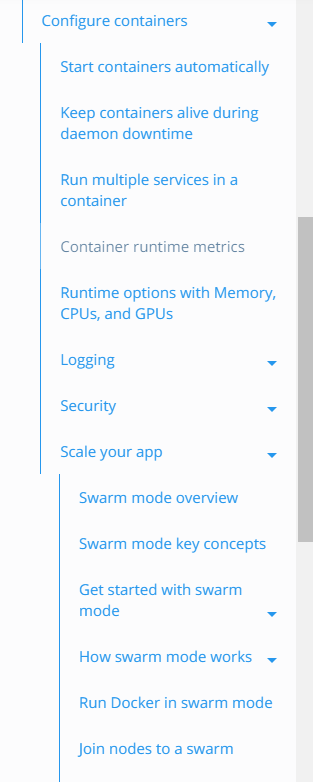 Configure containers
Start containers automatically
Keep containers alive during
daemon downtime
Run multiple services in a
container
Container runtime metrics
Runtime options with Memory,
CPUs, and GPUs
Logging
Security
Scale your app
Swarm mode overview
Swarm mode key concepts
Get started with swarm
mode
How swarm mode works
Run Docker in swarm mode
Join nodes to a swarm